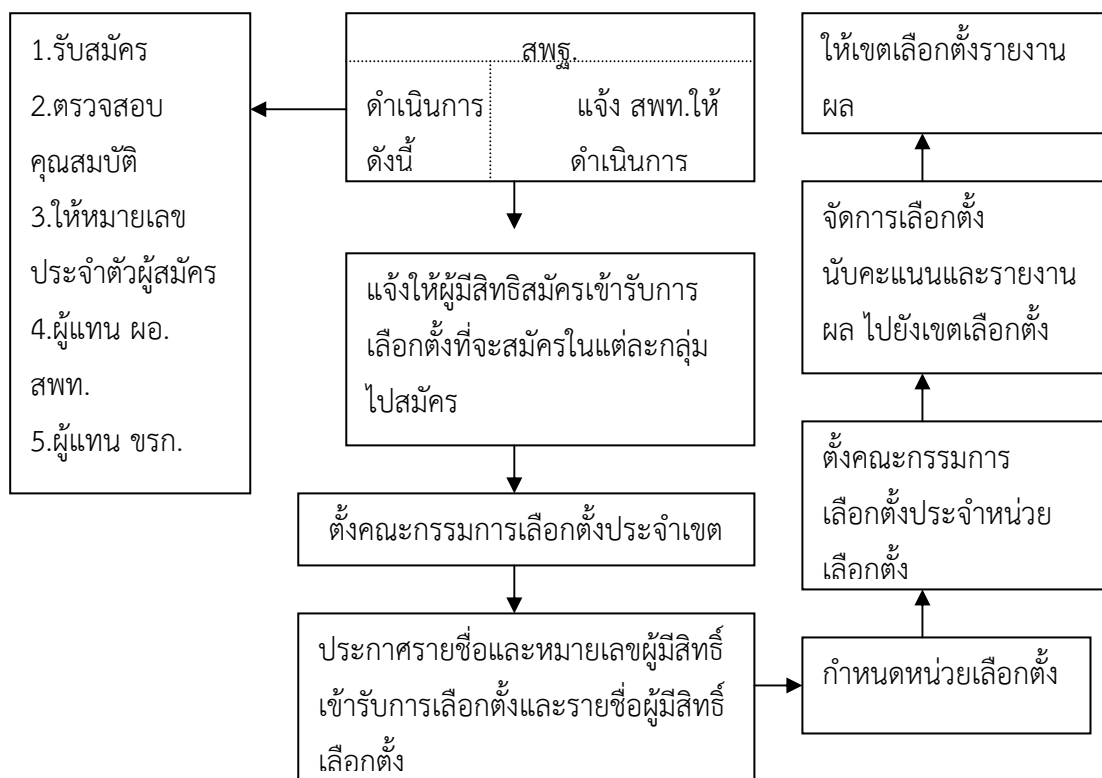 1.รับสมัคร
2.ตรวจสอบ
คุณสมบัติ
3.ให้หมายเลข
ประจำตัวผู้สมัคร
4.ผู้แทน ผอ.
สพท.
5.ผู้แทน ขรก.
สพฐ.
ดำเนินการ
ดังนี้
แจ้ง สพท.ให้
ดำเนินการ
แจ้งให้ผู้มีสิทธิสมัครเข้ารับการ
เลือกตั้งที่จะสมัครในแต่ละกลุ่ม
ไปสมัคร
ตั้งคณะกรรมการเลือกตั้งประจำเขต
ประกาศรายชื่อและหมายเลขผู้มีสิทธิ์
เข้ารับการเลือกตั้งและรายชื่อผู้มีสิทธิ์
เลือกตั้ง
กำหนดหน่วยเลือกตั้ง
ตั้งคณะกรรมการ
เลือกตั้งประจำหน่วย
เลือกตั้ง
จัดการเลือกตั้ง
นับคะแนนและรายงาน
ผล ไปยังเขตเลือกตั้ง
ให้เขตเลือกตั้งรายงาน
ผล